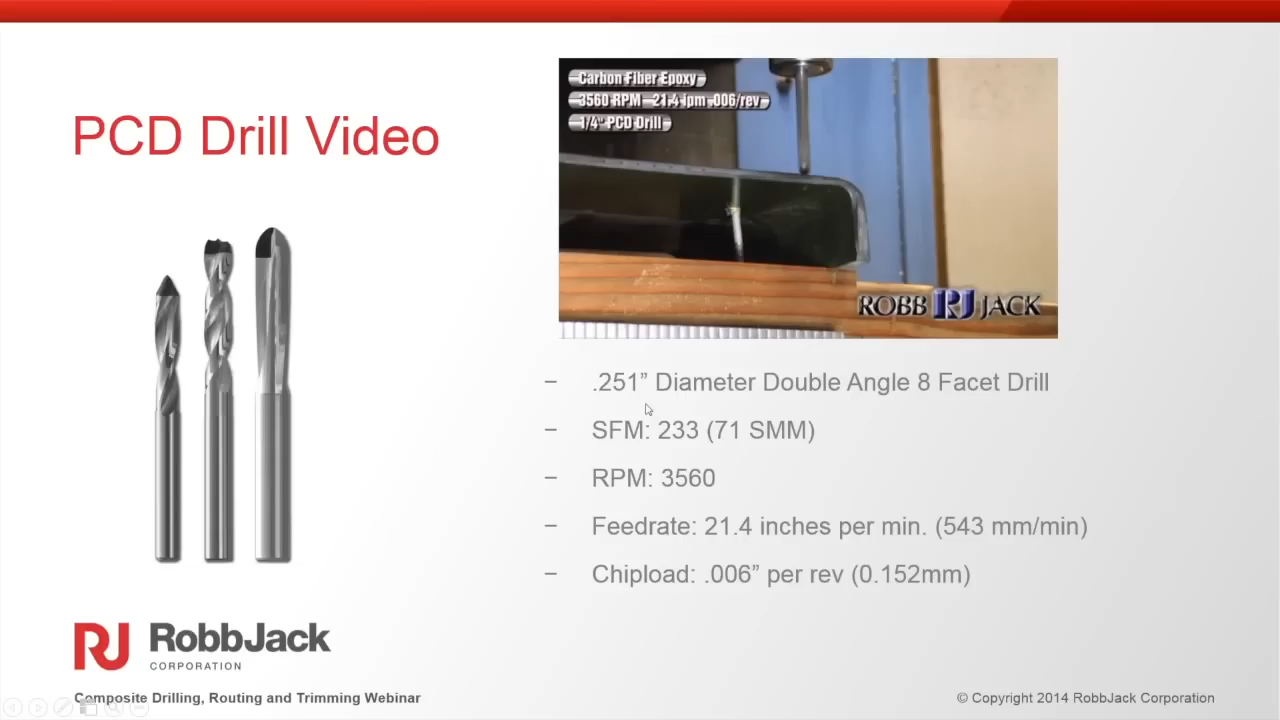 PCD Drill Video
Carbon Fiber Epoxy
3560 RPM 21.4 ipm .006/rev
1/4" PCD Drill
ROBB RJ JACK
– .251” Diameter Double Angle 8 Facet Drill
– SFM: 233 (71 SMM)
– RPM: 3560
– Feedrate: 21.4 inches per min. (543 mm/min)
– Chipload: .006” per rev (0.152mm)
RJ RobbJack
CORPORATION
Composite Drilling, Routing and Trimming Webinar
© Copyright 2014 RobbJack Corporation